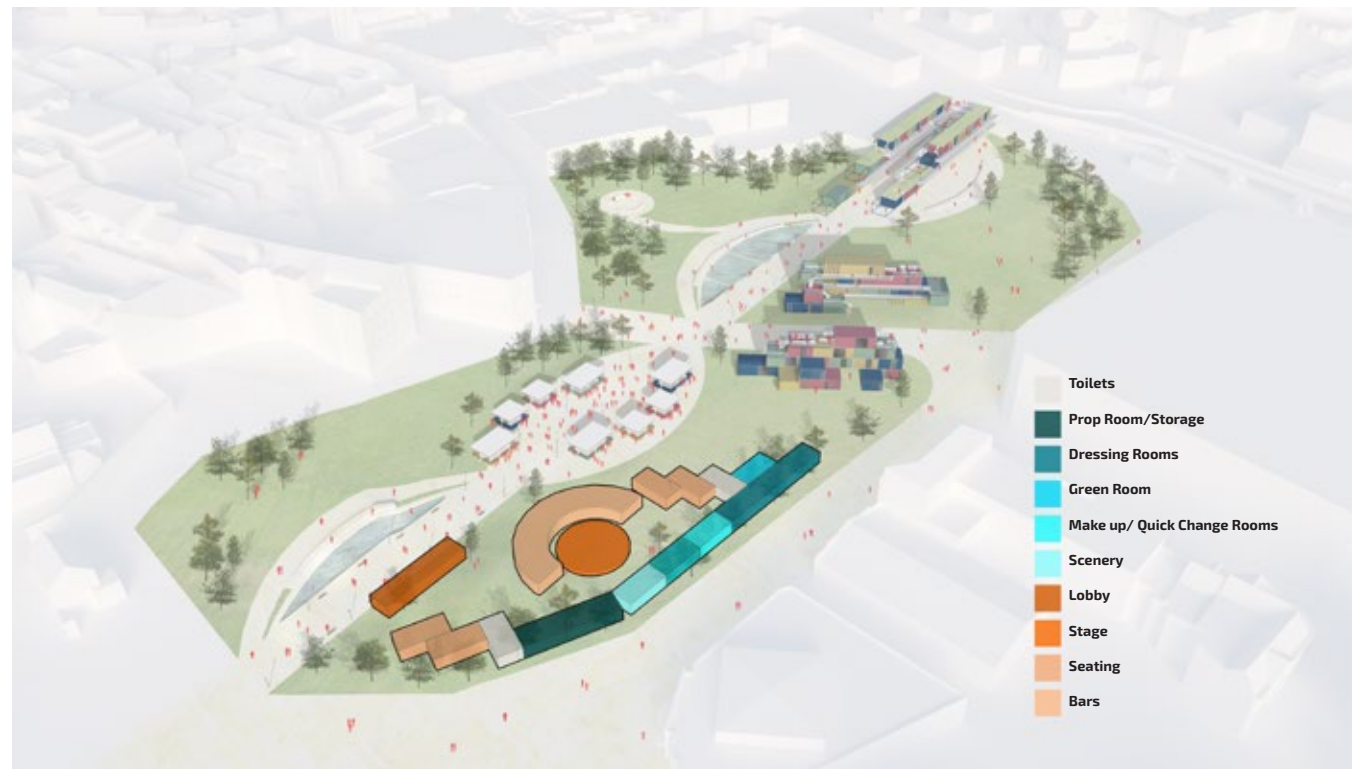 Toilets
Prop Room/Storage
Dressing Rooms
Green Room
Make up/ Quick Change Rooms
Scenery
Lobby
Stage
Seating
Bars